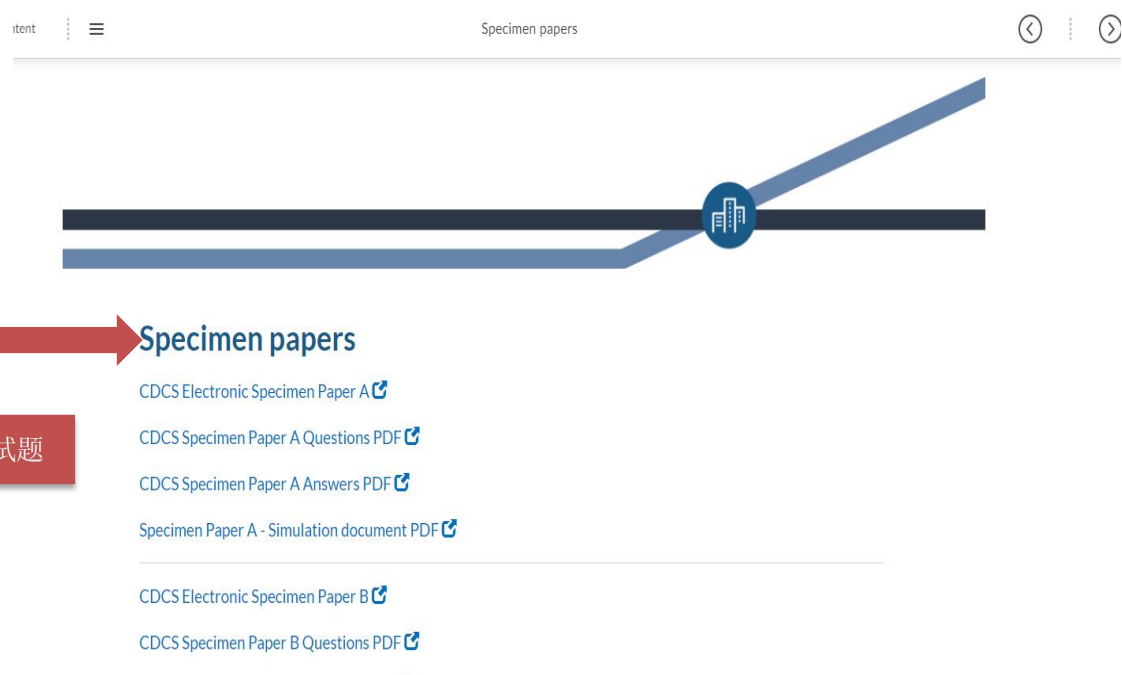 Specimen papers
Specimen papers
CDCS Electronic Specimen Paper A
CDCS Specimen Paper A Questions PDF
试题
CDCS Specimen Paper A Answers PDF
Specimen Paper A - Simulation document PDF
CDCS Electronic Specimen Paper B
CDCS Specimen Paper B Questions PDF